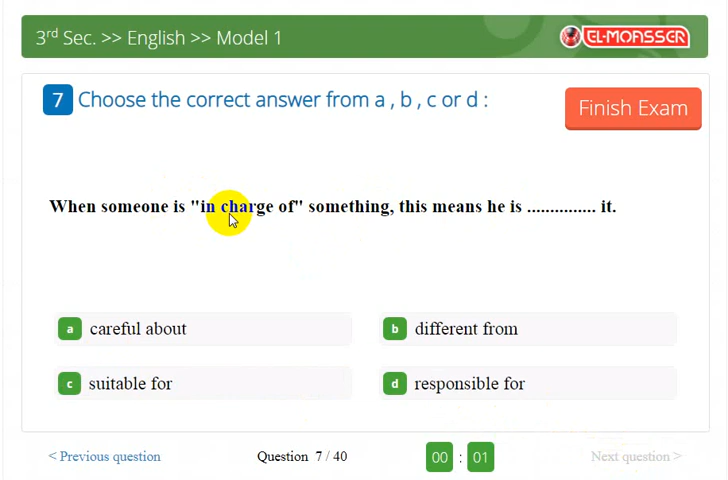 3rd Sec. >> English >> Model 1
EL-MOASSER
7 Choose the correct answer from a , b , c or d :
Finish Exam
When someone is "in charge of" something, this means he is ............... it.
a careful about
b different from
c suitable for
d responsible for
< Previous question
Question 7 / 40
00 : 01
Next question >